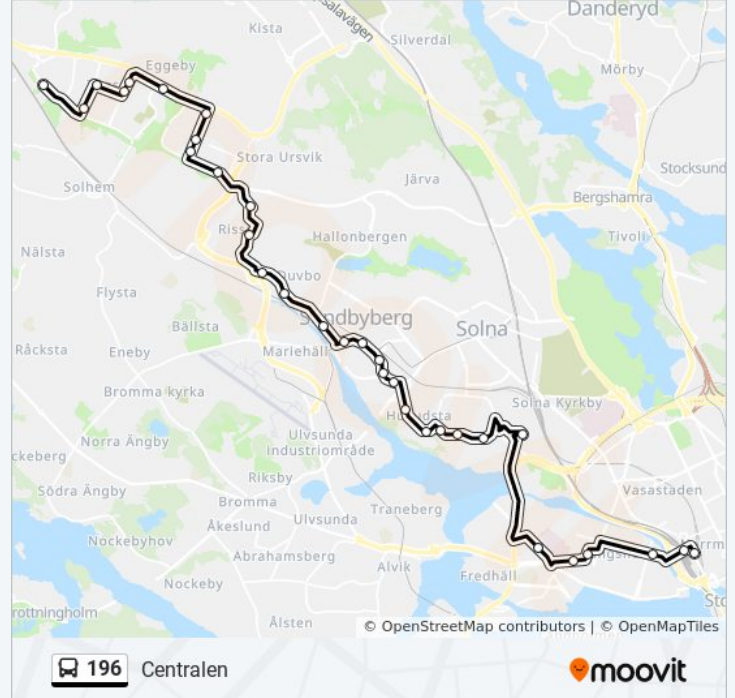 Danderyd
Kista
Silverdal
Mörby
Eggeby
Stora Ursvik
Stocksund
Järva
Solhem
Bergshamra
Hallonbergen
Tivoli
Nälsta
Duvbo
Flysta
Sundbyberg
Solna
Bällsta
Råcksta
Eneby
Mariehäll
Bromma kyrka
Solna Kyrkby
Huvudsta
Norra Ängby
Ulvsunda
industriområde
Riksby
Södra Ängby
Vasastaden
Bromma
Traneberg
Ulvsunda
Åkeslund
Nockebyhov
Abrahamsberg
Alvik
Fredhäll
Nockeby
Ålsten
© OpenStreetMap contributors | © OpenMapTiles
196 Centralen
moovit